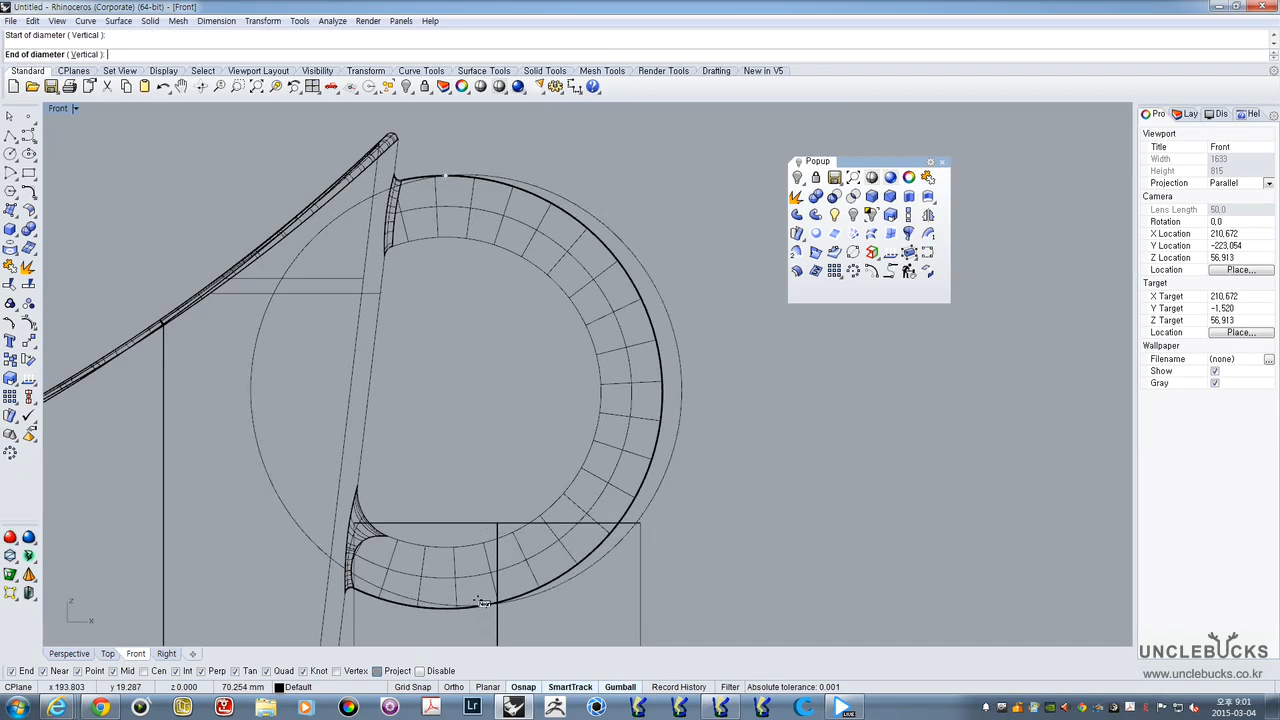 Untitled - Rhinoceros (Corporate) (64-bit) - [Front]
File Edit View Curve Surface Solid Mesh Dimension Transform Tools Analyze Render Panels Help
Start of diameter ( Vertical ):
End of diameter ( Vertical ):
Standard CPlanes Set View Display Select Viewport Layout Visibility Transform Curve Tools Surface Tools Solid Tools Mesh Tools Render Tools Drafting New in V5
Front
Pro Lay Dis Hel
Popup
Viewport
Title Front
Width 1633
Height 815
Projection Parallel
Camera
Lens Length 50,0
Rotation 0,0
X Location 210,672
Y Location -223,054
Z Location 56,913
Location Place...
Target
X Target 210,672
Y Target -1,520
Z Target 56,913
Location Place...
Wallpaper
Filename (none) ...
Show
Gray
z
x
Perspective Top Front Right
End Near Point Mid Cen Int Perp Tan Quad Knot Vertex Project Disable
CPlane x 193.803 y 19.287 z 0.000 70.254 mm Default Grid Snap Ortho Planar Osnap SmartTrack Gumball Record History Filter Absolute tolerance: 0.001
UNCLEBUCKS
www.unclebucks.co.kr
Lr LIVE
오후 9:01
2015-03-04